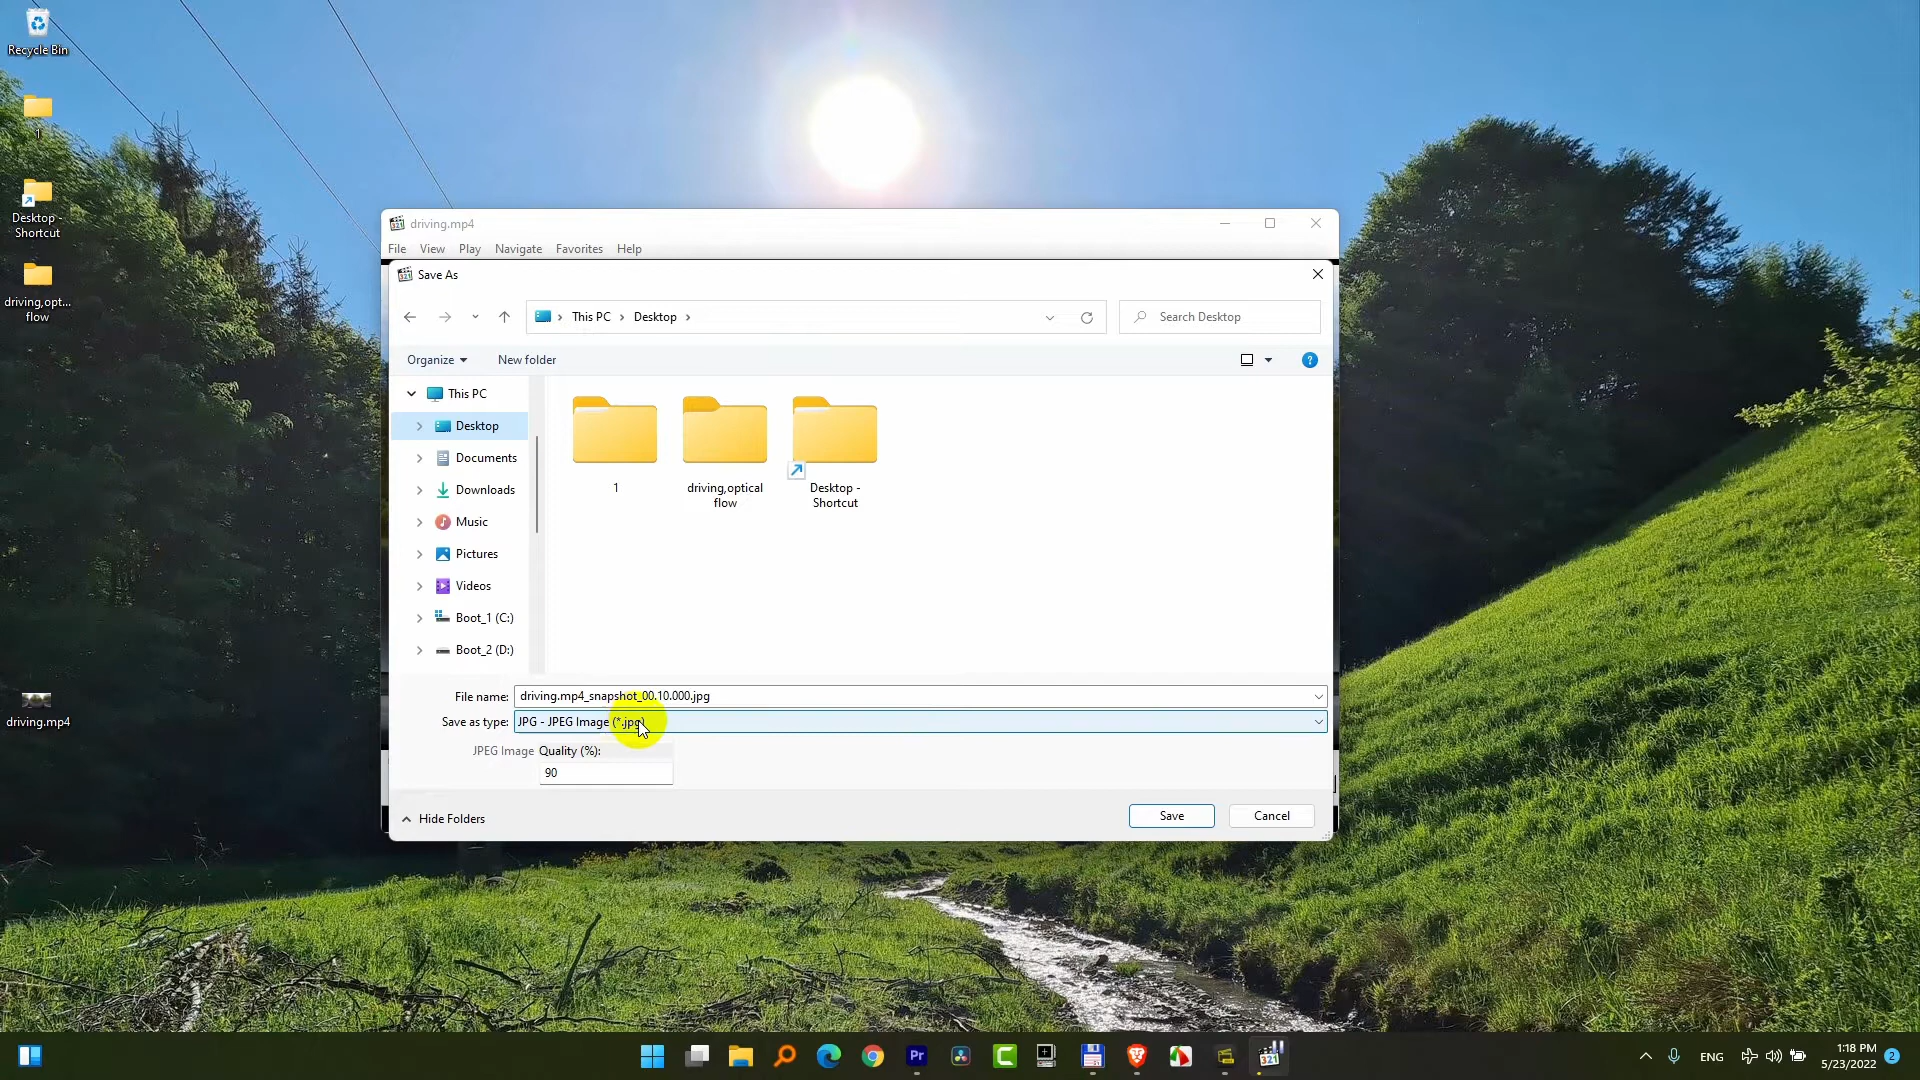 Recycle Bin
1
Desktop -
Shortcut
driving,opt...
flow
driving.mp4
driving.mp4
File View Play Navigate Favorites Help
Save As
This PC Desktop
Search Desktop
Organize New folder
This PC
Desktop
Documents
Downloads
Music
Pictures
Videos
Boot_1 (C:)
Boot_2 (D:)
1
driving,optical
flow
Desktop -
Shortcut
File name: driving.mp4_snapshot_00.10.000.jpg
Save as type: JPG - JPEG Image (*.jpg)
JPEG Image Quality (%):
90
Hide Folders
Save Cancel
Pr
321
ENG
1:18 PM
5/23/2022
2